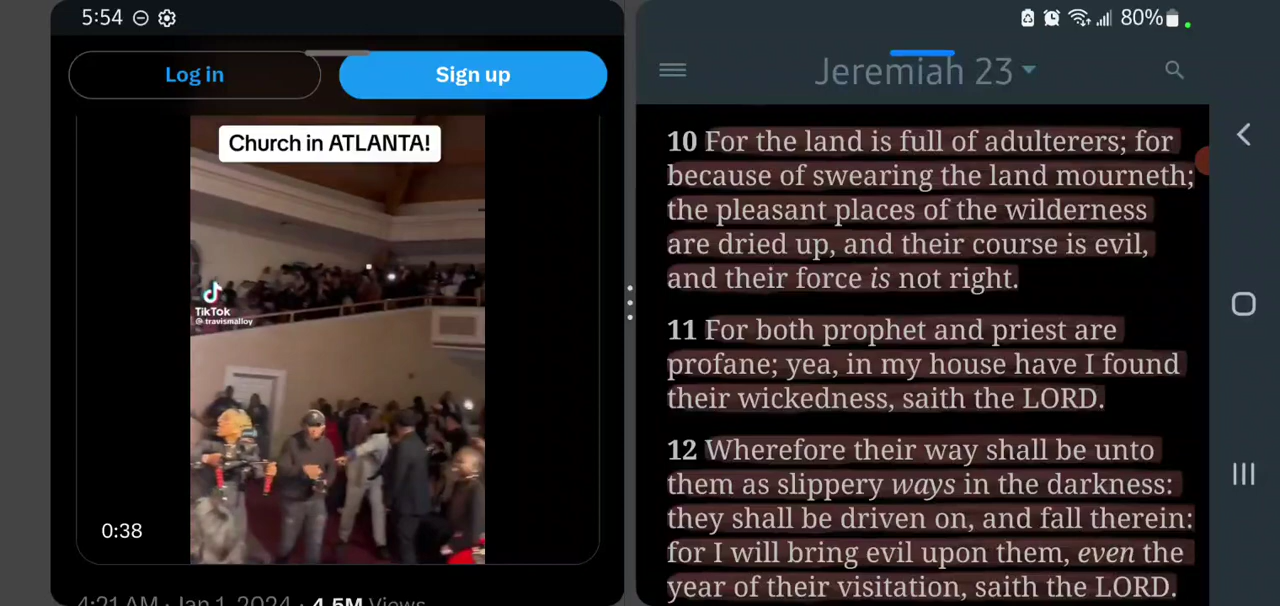 5:54
Log in
Sign up
Church in ATLANTA!
TikTok
@travismalloy
0:38
4:21 AM · Jan 1, 2024 · 4.5M Views
80%
Jeremiah 23
10 For the land is full of adulterers; for
because of swearing the land mourneth;
the pleasant places of the wilderness
are dried up, and their course is evil,
and their force is not right.
11 For both prophet and priest are
profane; yea, in my house have I found
their wickedness, saith the LORD.
12 Wherefore their way shall be unto
them as slippery ways in the darkness:
they shall be driven on, and fall therein:
for I will bring evil upon them, even the
year of their visitation, saith the LORD.